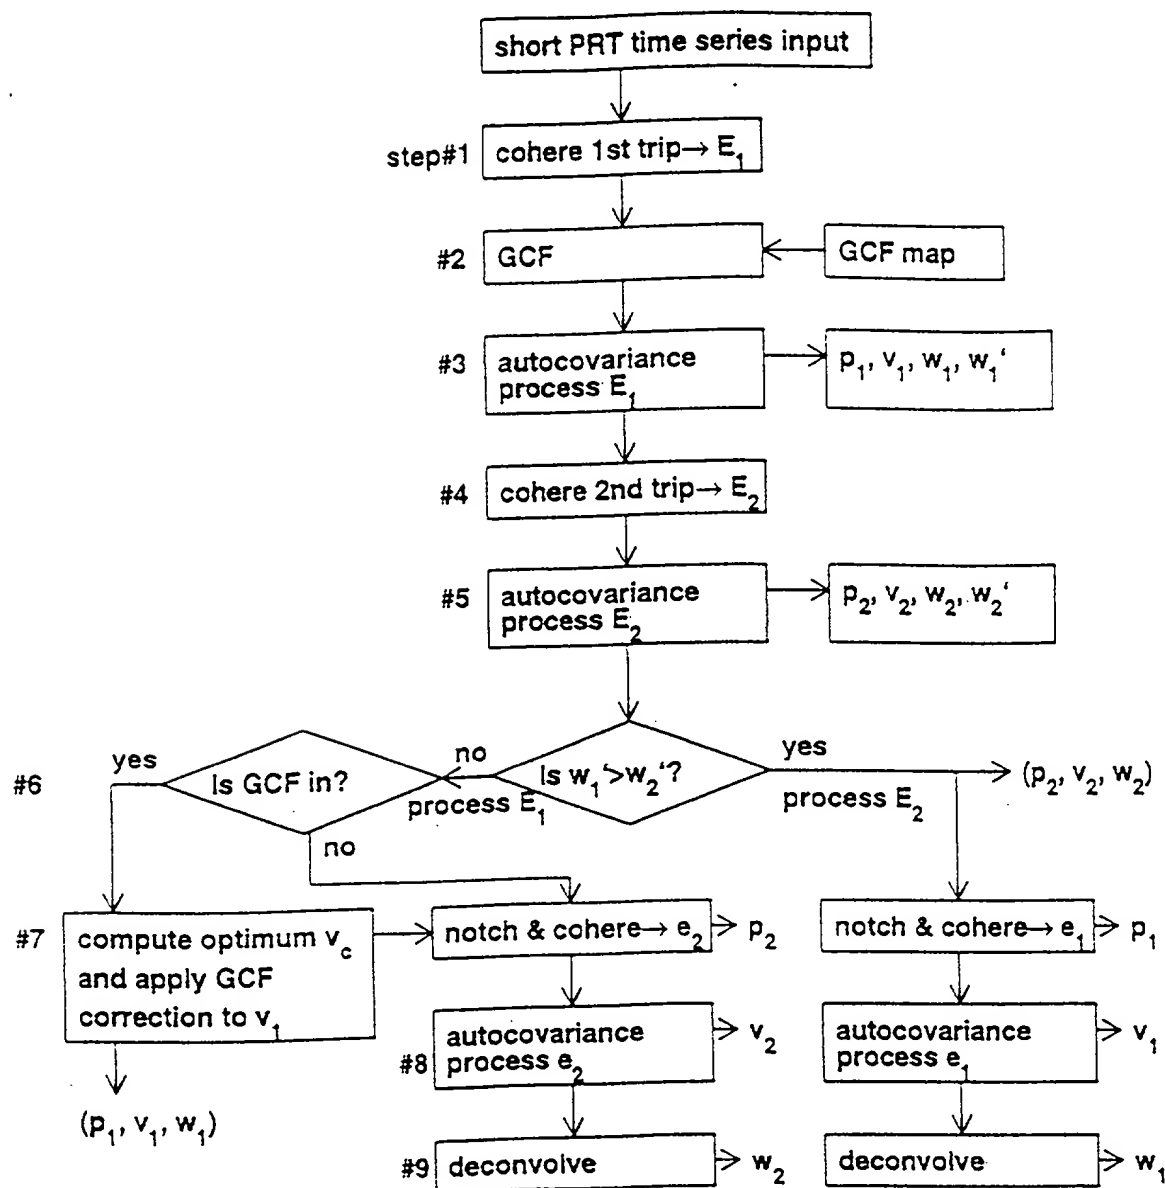 short PRT time series input
step#1 cohere 1st trip→ E₁
#2 GCF
GCF map
#3 autocovariance
process E₁
p₁, v₁, w₁, w₁‘
#4 cohere 2nd trip→ E₂
#5 autocovariance
process E₂
p₂, v₂, w₂, w₂‘
#6
yes
Is GCF in?
no
process E₁
no
Is w₁‘>w₂‘?
yes
process E₂
(p₂, v₂, w₂)
#7 compute optimum v_c
and apply GCF
correction to v₁
(p₁, v₁, w₁)
notch & cohere→ e₂
p₂
notch & cohere→ e₁
p₁
#8 autocovariance
process e₂
v₂
autocovariance
process e₁
v₁
#9 deconvolve
w₂
deconvolve
w₁